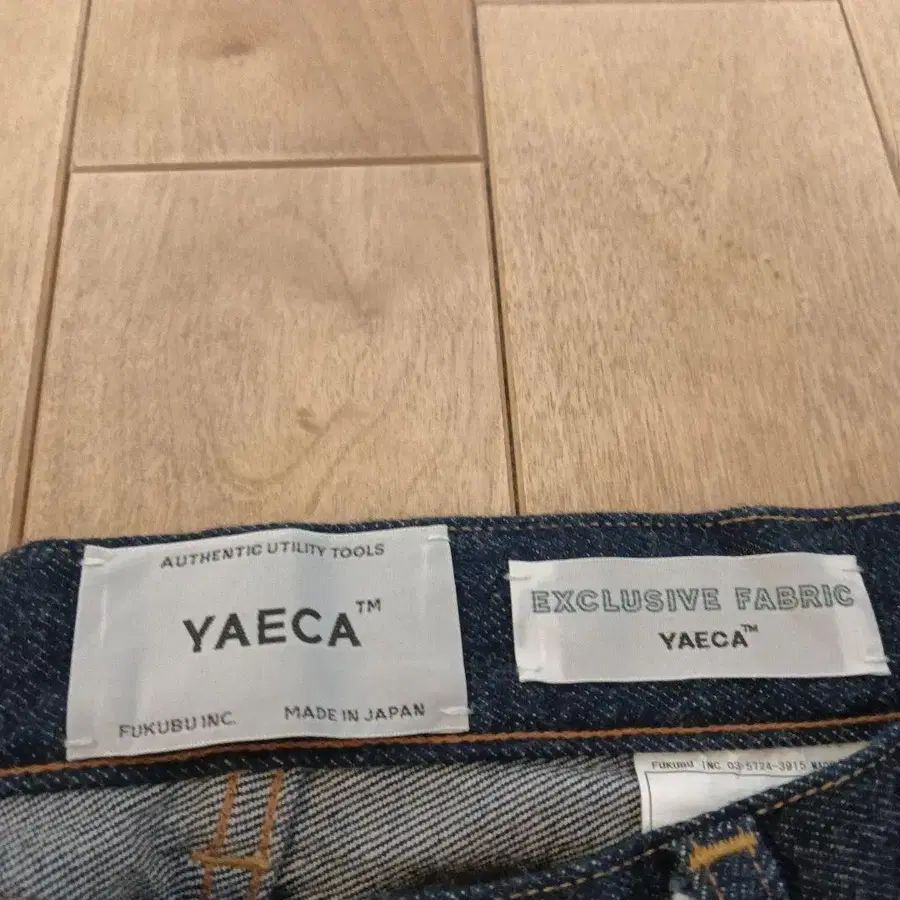 AUTHENTIC UTILITY TOOLS
YAECA™
FUKUBU INC. MADE IN JAPAN
EXCLUSIVE FABRIC
YAECA™
FUKUBU INC 03-5724-3915